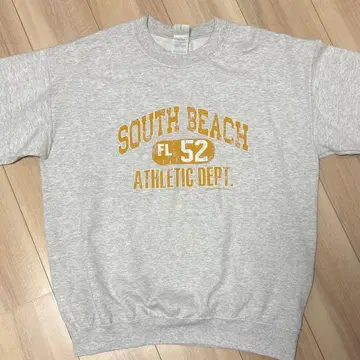 SOUTH BEACH
FL 52
ATHLETIC DEPT.